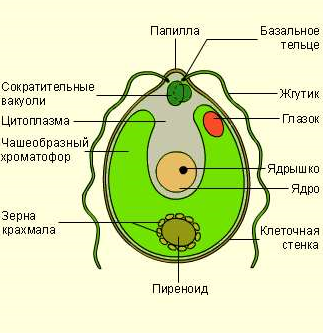 Папилла
Базальное
тельце
Сократительные
вакуоли
Жгутик
Цитоплазма
Глазок
Чашеобразный
хроматофор
Ядрышко
Ядро
Зерна
крахмала
Клеточная
стенка
Пиреноид